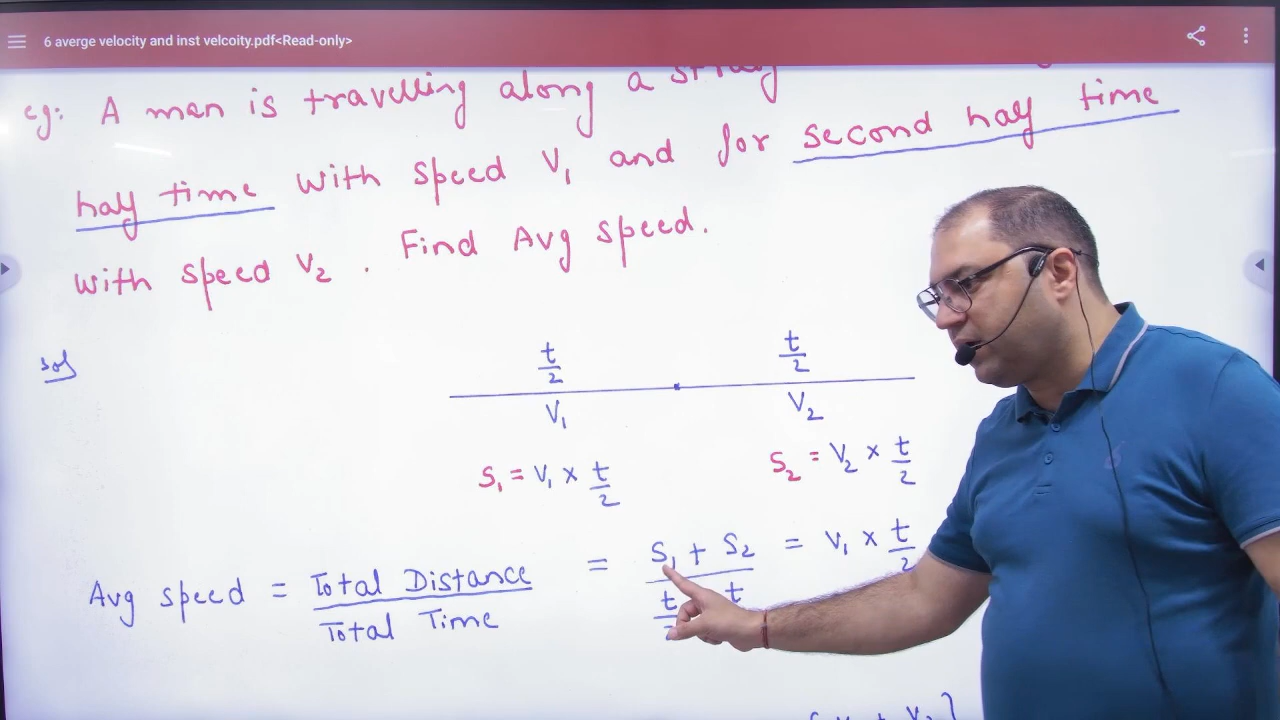 6 averge velocity and inst velcoity.pdf<Read-only>
eg: A man is travelling along a
half time with speed V₁ and for second half time
with speed V₂. Find Avg speed.
sol
t/2 t/2
V₁ V₂
S₁ = V₁ × t/2 S₂ = V₂ × t/2
Avg speed = Total Distance / Total Time = S₁ + S₂ / t t = V₁ × t/2